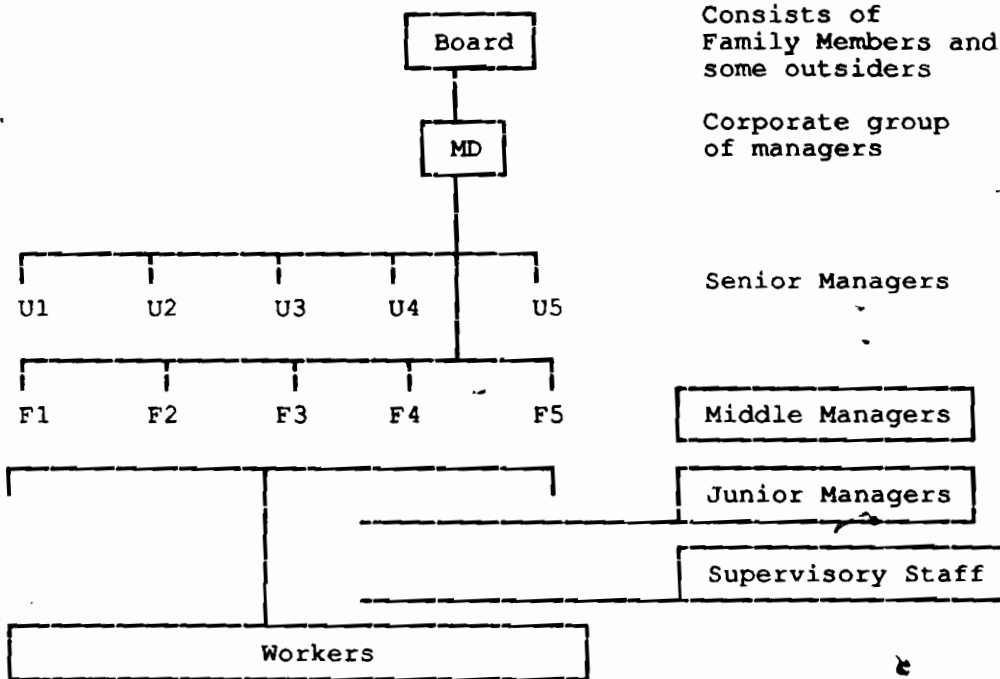 Board
Consists of
Family Members and
some outsiders
MD
Corporate group
of managers
U1 U2 U3 U4 U5
Senior Managers
F1 F2 F3 F4 F5
Middle Managers
Junior Managers
Supervisory Staff
Workers